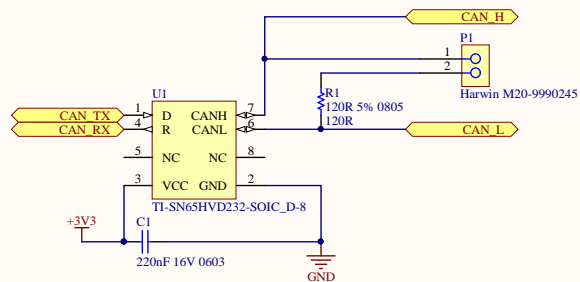 CAN_H
P1
1
2
Harwin M20-9990245
U1
R1
120R 5% 0805
120R
CAN_TX
1
D
CANH
7
CAN_RX
4
R
CANL
6
CAN_L
5
NC
NC
8
3
VCC
GND
2
TI-SN65HVD232-SOIC_D-8
+3V3
C1
220nF 16V 0603
GND